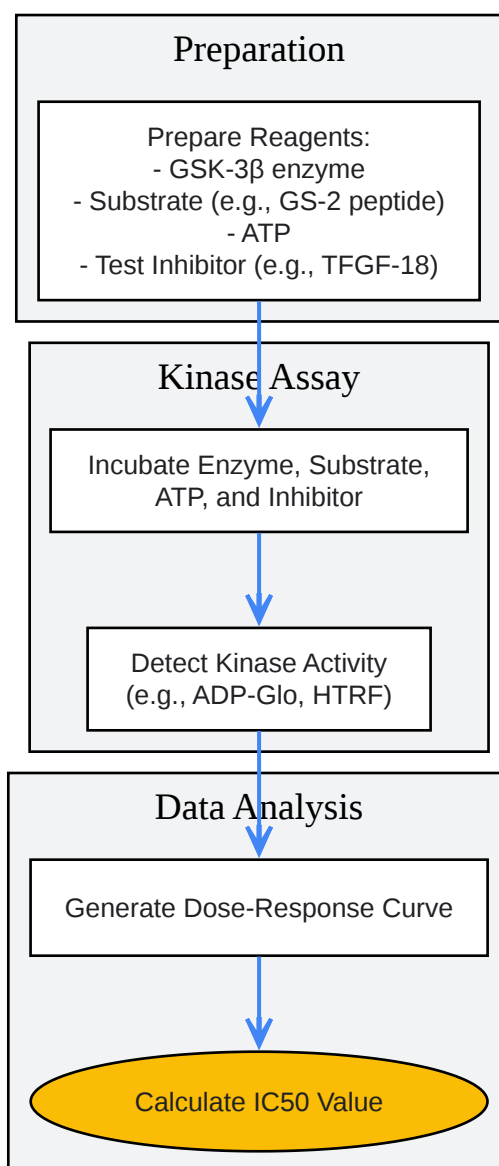 Preparation
Prepare Reagents:
- GSK-3β enzyme
- Substrate (e.g., GS-2 peptide)
- ATP
- Test Inhibitor (e.g., TFGF-18)
Kinase Assay
Incubate Enzyme, Substrate,
ATP, and Inhibitor
Detect Kinase Activity
(e.g., ADP-Glo, HTRF)
Data Analysis
Generate Dose-Response Curve
Calculate IC50 Value